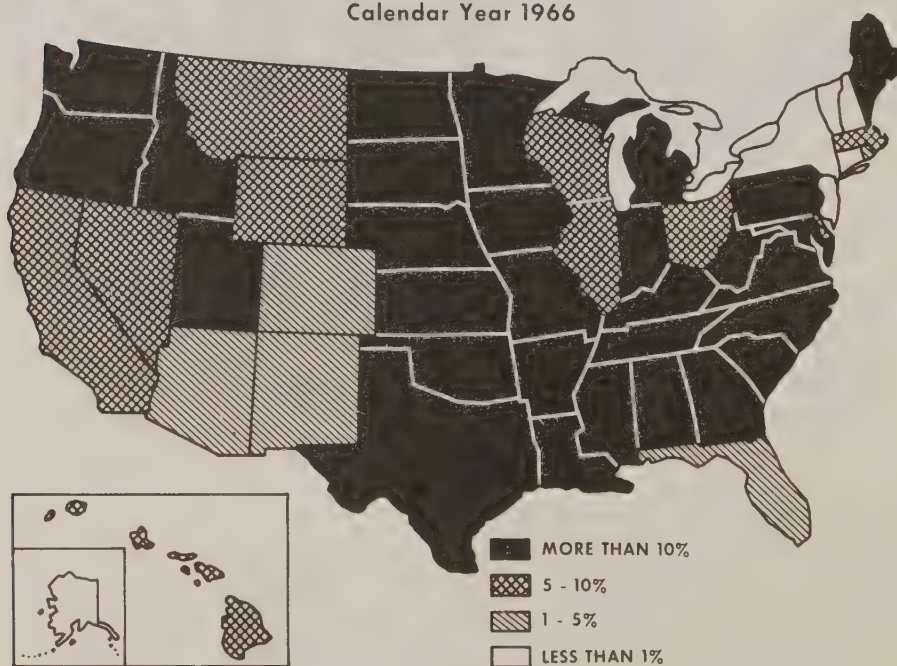 Calendar Year 1966
MORE THAN 10%
5 - 10%
1 - 5%
LESS THAN 1%